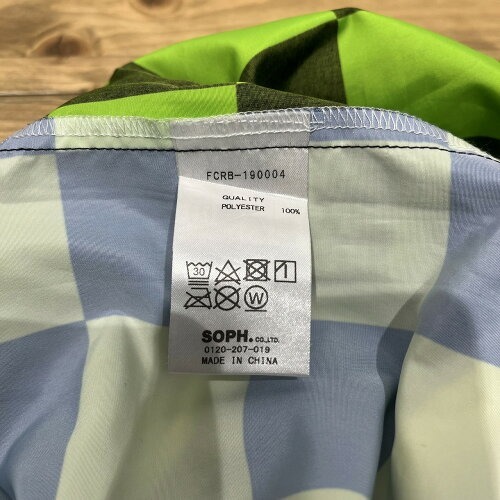 FCRB-190004
QUALITY
POLYESTER 100%
30
W
SOPH.CO.,LTD.
0120-207-019
MADE IN CHINA